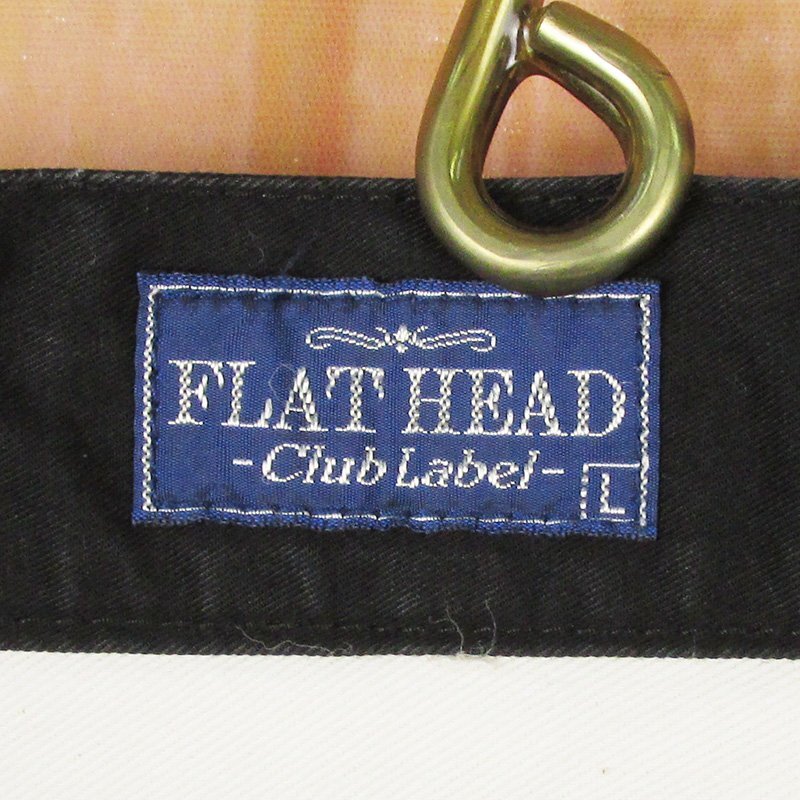 FLAT HEAD
-Club Label-
L